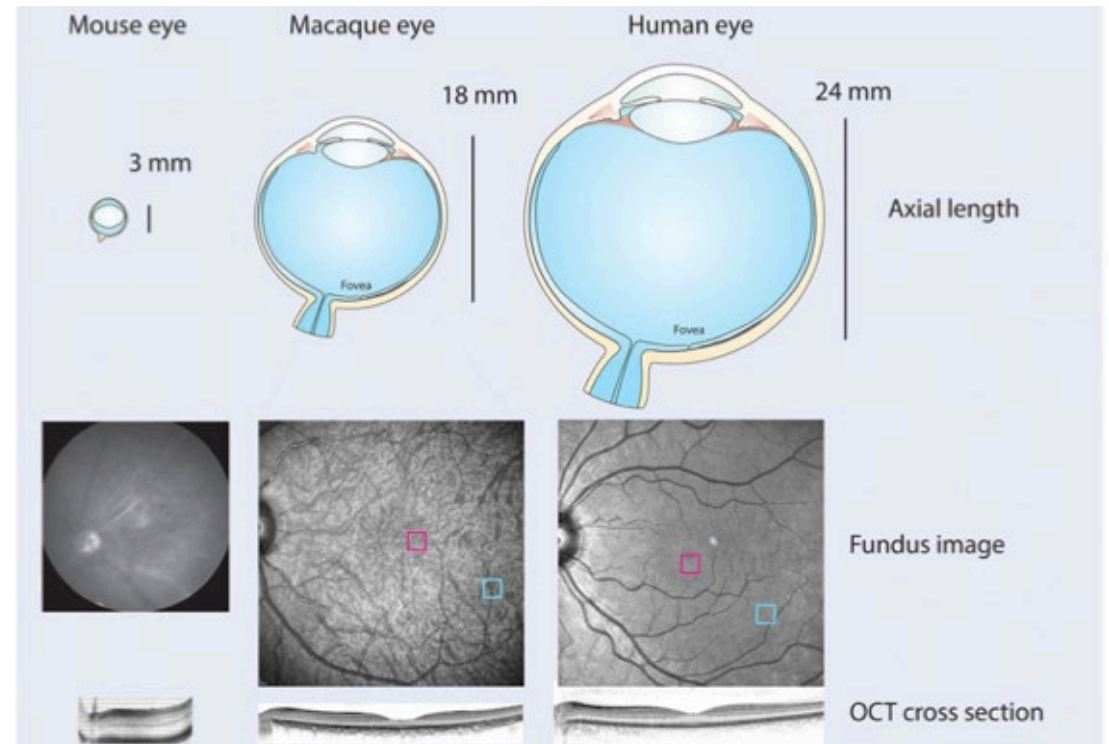 Mouse eye
Macaque eye
Human eye
3 mm
18 mm
24 mm
Axial length
Fovea
Fovea
Fundus image
OCT cross section